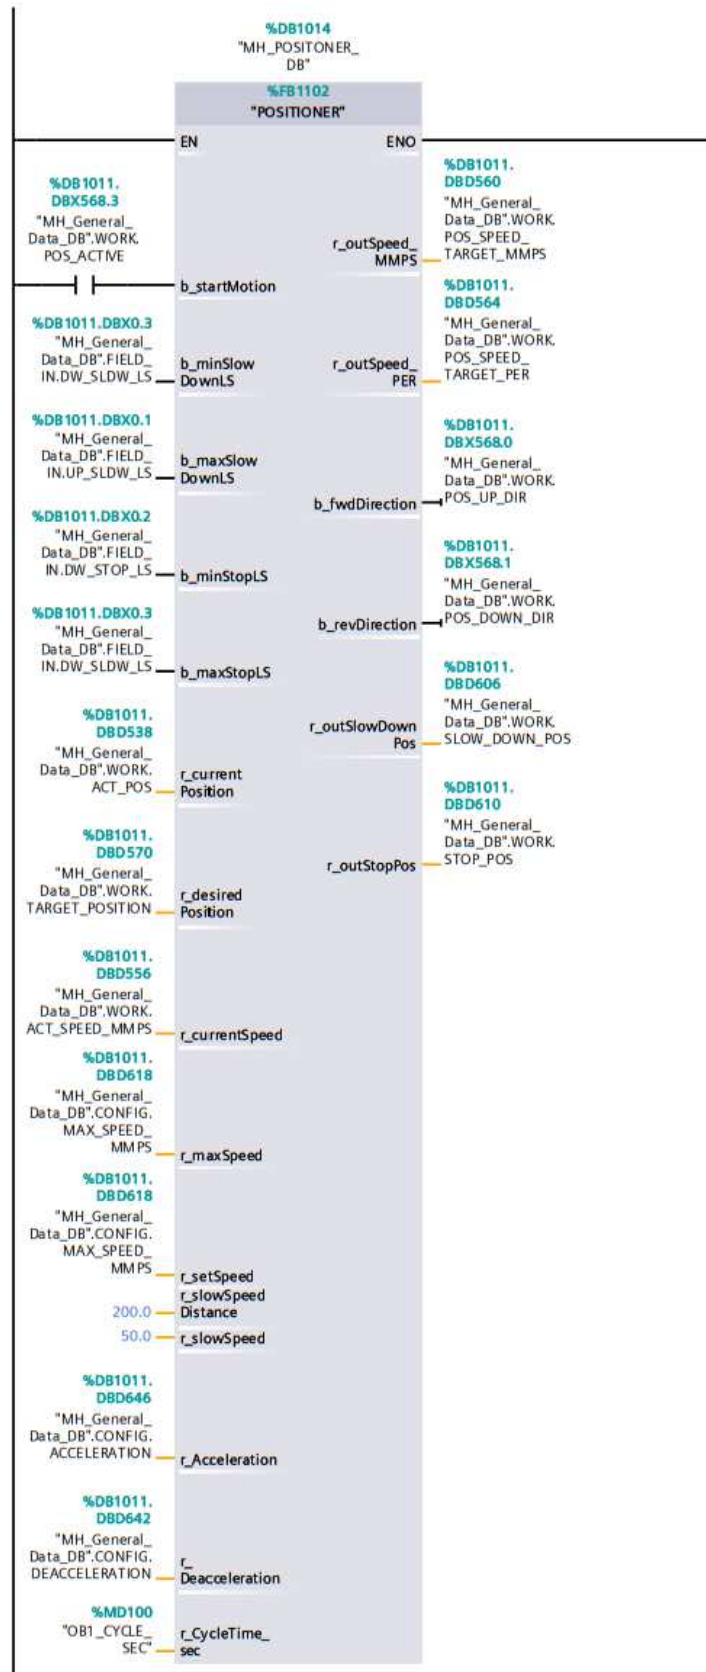 %DB1014
"MH_POSITONER_
DB"
%FB1102
"POSITIONER"
EN
ENO
%DB1011.
DBX568.3
"MH_General_
Data_DB".WORK.
POS_ACTIVE
b_startMotion
%DB1011.DBX0.3
"MH_General_
Data_DB".FIELD_
IN.DW_SLDW_LS
b_minSlow
DownLS
%DB1011.DBX0.1
"MH_General_
Data_DB".FIELD_
IN.UP_SLDW_LS
b_maxSlow
DownLS
%DB1011.DBX0.2
"MH_General_
Data_DB".FIELD_
IN.DW_STOP_LS
b_minStopLS
%DB1011.DBX0.3
"MH_General_
Data_DB".FIELD_
IN.DW_SLDW_LS
b_maxStopLS
%DB1011.
DBD538
"MH_General_
Data_DB".WORK.
ACT_POS
r_current
Position
%DB1011.
DBD570
"MH_General_
Data_DB".WORK.
TARGET_POSITION
r_desired
Position
%DB1011.
DBD556
"MH_General_
Data_DB".WORK.
ACT_SPEED_MMPS
r_currentSpeed
%DB1011.
DBD618
"MH_General_
Data_DB".CONFIG.
MAX_SPEED_
MMPS
r_maxSpeed
%DB1011.
DBD618
"MH_General_
Data_DB".CONFIG.
MAX_SPEED_
MMPS
r_setSpeed
r_slowSpeed
200.0 Distance
50.0 r_slowSpeed
%DB1011.
DBD646
"MH_General_
Data_DB".CONFIG.
ACCELERATION
r_Acceleration
%DB1011.
DBD642
"MH_General_
Data_DB".CONFIG.
DEACCELERATION
r_
Deacceleration
%MD100
"OB1_CYCLE_
SEC"
r_CycleTime_
sec
%DB1011.
DBD560
"MH_General_
Data_DB".WORK.
POS_SPEED_
TARGET_MMPS
r_outSpeed_
MMPS
%DB1011.
DBD564
"MH_General_
Data_DB".WORK.
POS_SPEED_
TARGET_PER
r_outSpeed_
PER
%DB1011.
DBX568.0
"MH_General_
Data_DB".WORK.
POS_UP_DIR
b_fwdDirection
%DB1011.
DBX568.1
"MH_General_
Data_DB".WORK.
POS_DOWN_DIR
b_revDirection
%DB1011.
DBD606
"MH_General_
Data_DB".WORK.
SLOW_DOWN_POS
r_outSlowDown
Pos
%DB1011.
DBD610
"MH_General_
Data_DB".WORK.
STOP_POS
r_outStopPos